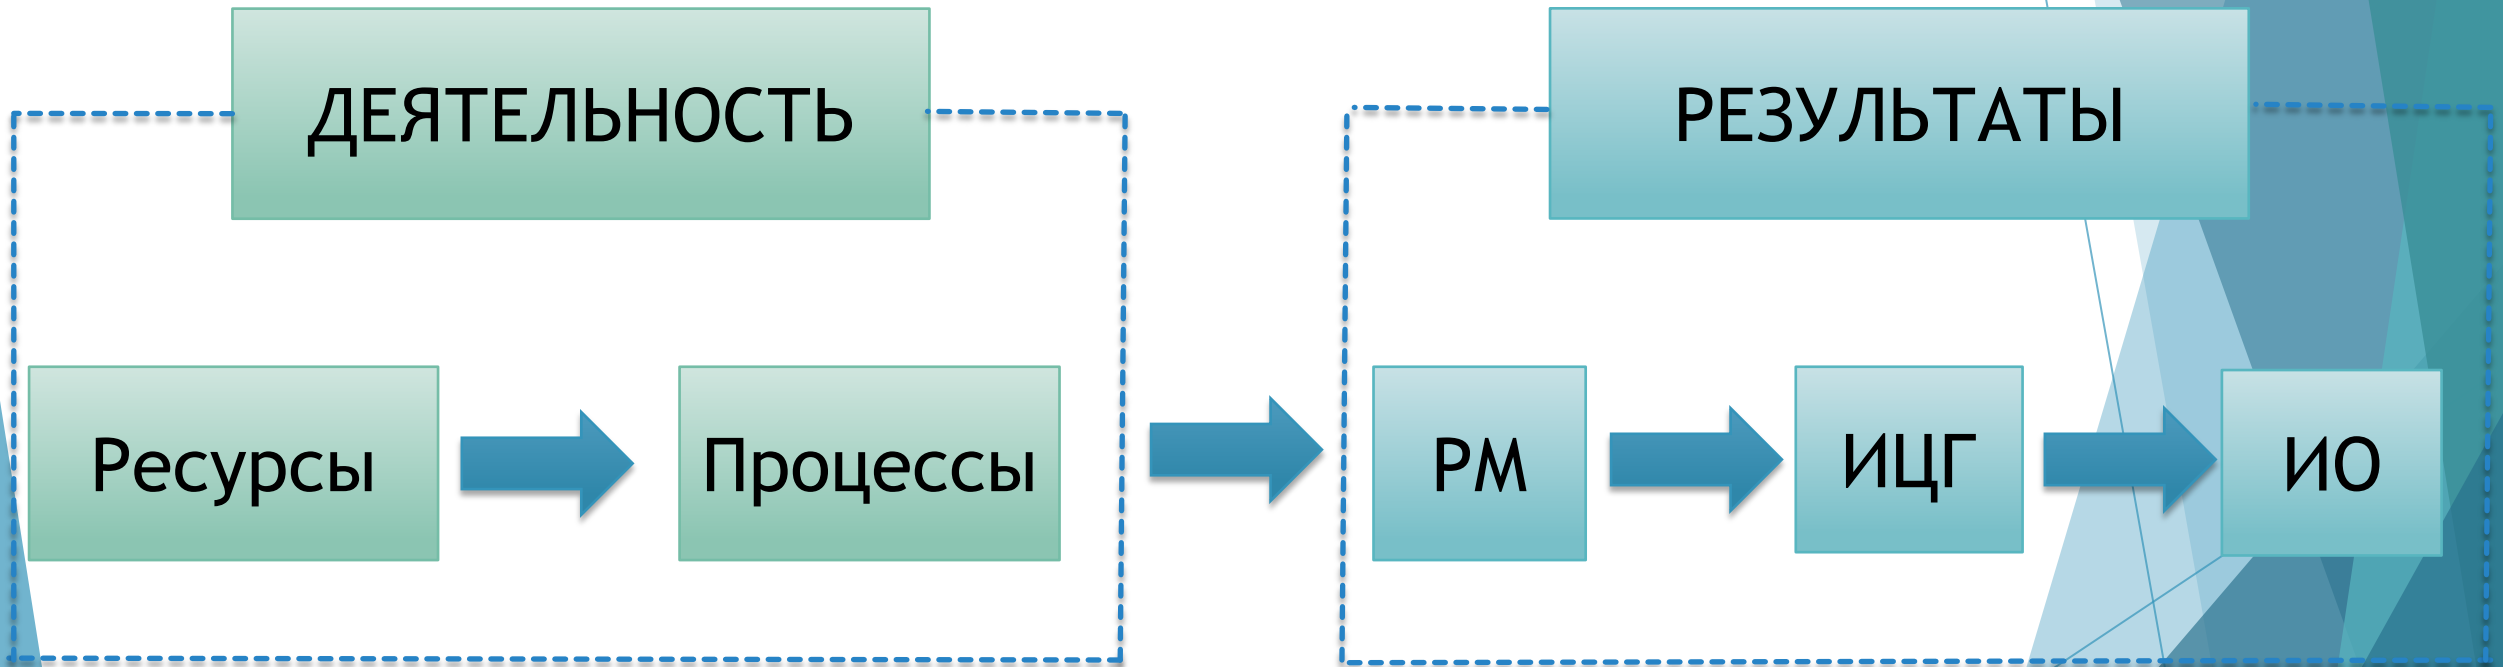 ДЕЯТЕЛЬНОСТЬ
РЕЗУЛЬТАТЫ
Ресурсы
Процессы
РМ
ИЦГ
ИО